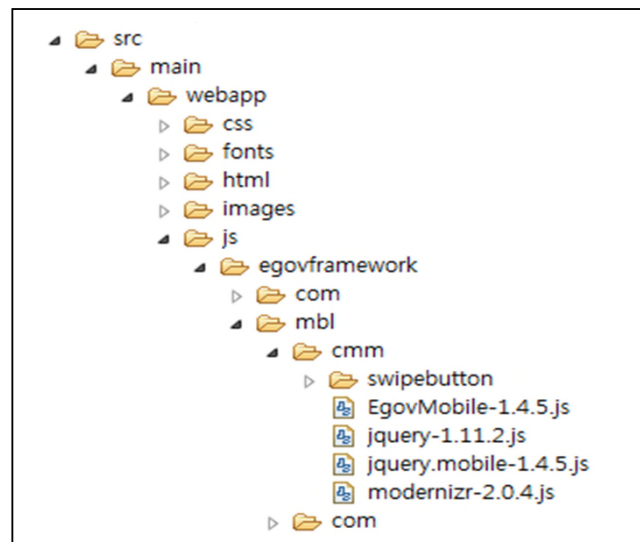 src
main
webapp
css
fonts
html
images
js
egovframework
com
mbl
cmm
swipebutton
EgovMobile-1.4.5.js
jquery-1.11.2.js
jquery.mobile-1.4.5.js
modernizr-2.0.4.js
com